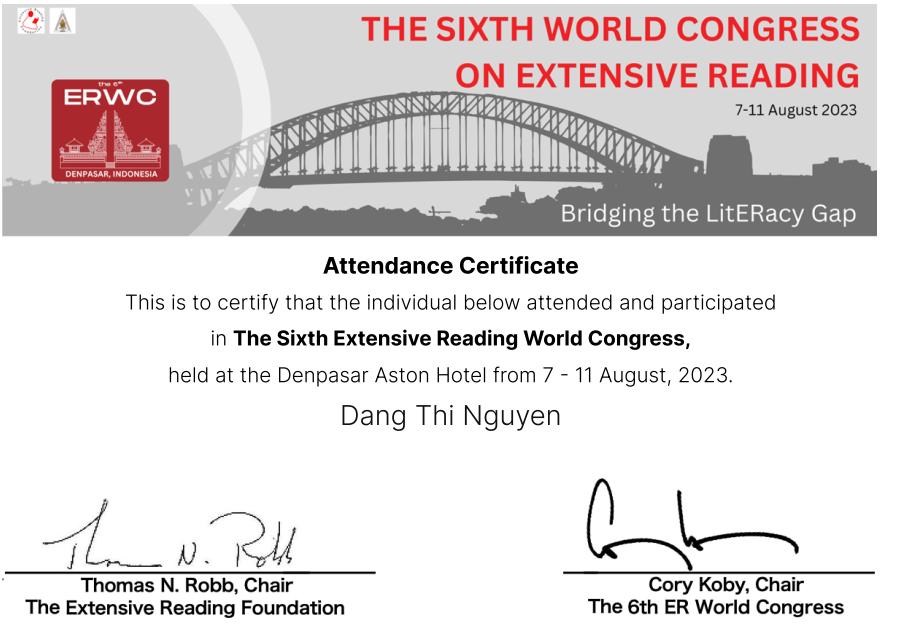 THE SIXTH WORLD CONGRESS
ON EXTENSIVE READING
7-11 August 2023
the 6th
ERWC
DENPASAR, INDONESIA
Bridging the LitERacy Gap
Attendance Certificate
This is to certify that the individual below attended and participated
in The Sixth Extensive Reading World Congress,
held at the Denpasar Aston Hotel from 7 - 11 August, 2023.
Dang Thi Nguyen
Thomas N. Robb
Thomas N. Robb, Chair
The Extensive Reading Foundation
Cory Koby, Chair
The 6th ER World Congress